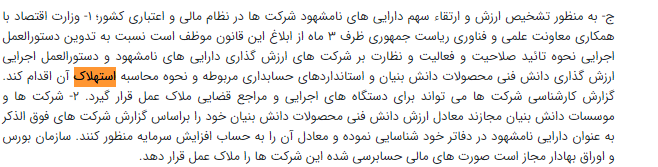 ج- به منظور تشخیص ارزش و ارتقاء سهم دارایی های نامشهود شرکت ها در نظام مالی و اعتباری کشور؛ ۱- وزارت اقتصاد با
همکاری معاونت علمی و فناوری ریاست جمهوری ظرف ۳ ماه از ابلاغ این قانون موظف است نسبت به تدوین دستورالعمل
اجرایی نحوه تائید صلاحیت و فعالیت و نظارت بر شرکت های ارزش گذاری دارایی های نامشهود و دستورالعمل اجرایی
ارزش گذاری دانش فنی محصولات دانش بنیان و استانداردهای حسابداری مربوطه و نحوه محاسبه استهلاک آن اقدام کند.
گزارش کارشناسی شرکت ها می تواند برای دستگاه های اجرایی و مراجع قضایی ملاک عمل قرار گیرد. ۲- شرکت ها و
موسسات دانش بنیان مجازند معادل ارزش دانش فنی محصولات دانش بنیان خود را براساس گزارش شرکت های فوق الذکر
به عنوان دارایی نامشهود در دفاتر خود شناسایی نموده و معادل آن را به حساب افزایش سرمایه منظور کنند. سازمان بورس
و اوراق بهادار مجاز است صورت های مالی حسابرسی شده این شرکت ها را ملاک عمل قرار دهد.